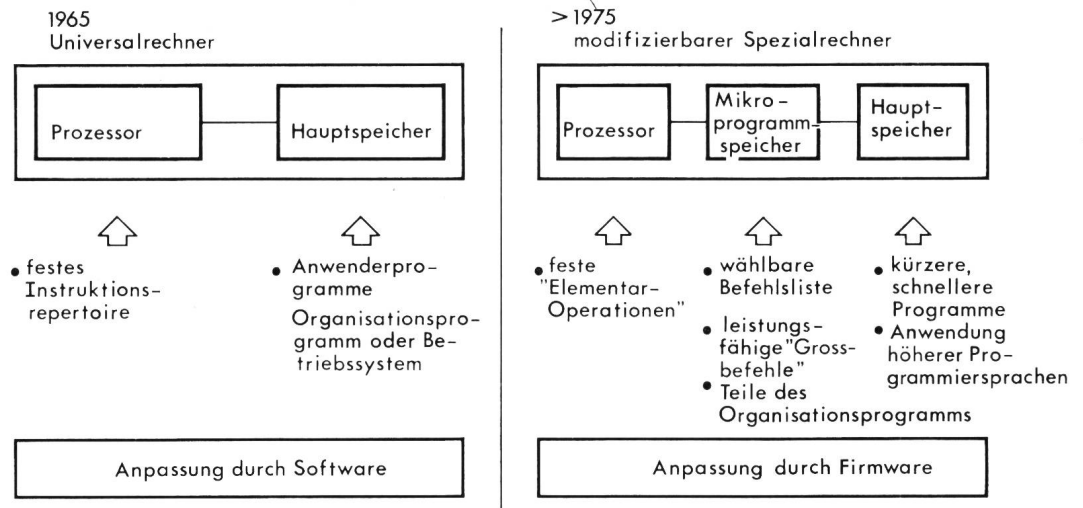 1965
Universalrechner
Prozessor
Hauptspeicher
• festes
Instruktions-
repertoire
• Anwenderpro-
gramme
Organisationspro-
gramm oder Be-
triebssystem
Anpassung durch Software
> 1975
modifizierbarer Spezialrechner
Prozessor
Mikro-
programm-
speicher
Haupt-
speicher
• feste
"Elementar-
Operationen"
• wählbare
Befehlsliste
• leistungs-
fähige "Gross-
befehle"
• Teile des
Organisationsprogramms
• kürzere,
schnellere
Programme
• Anwendung
höherer Pro-
grammiersprachen
Anpassung durch Firmware